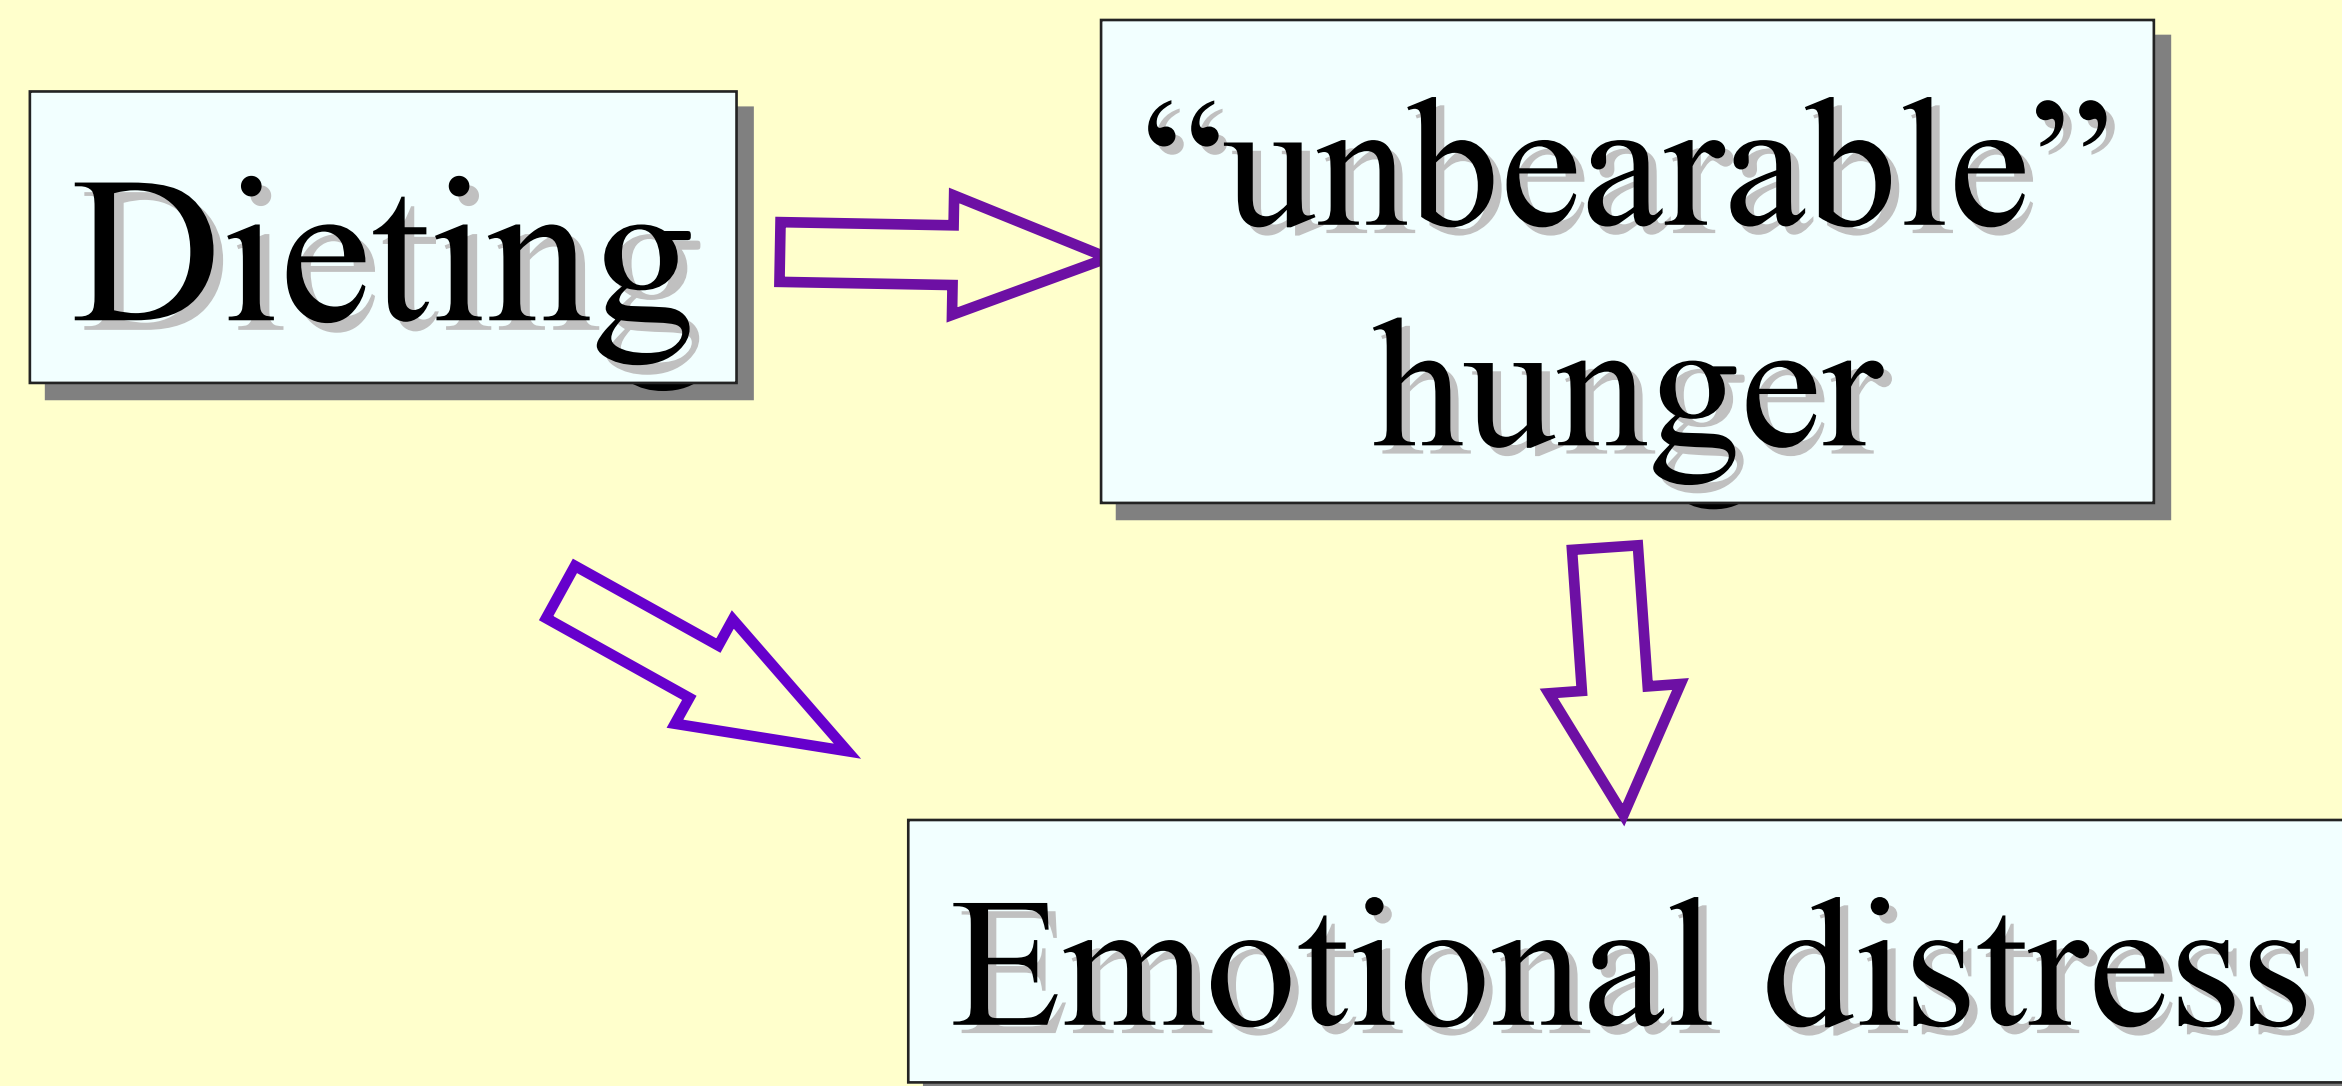 Dieting
“unbearable”
hunger
Emotional distress